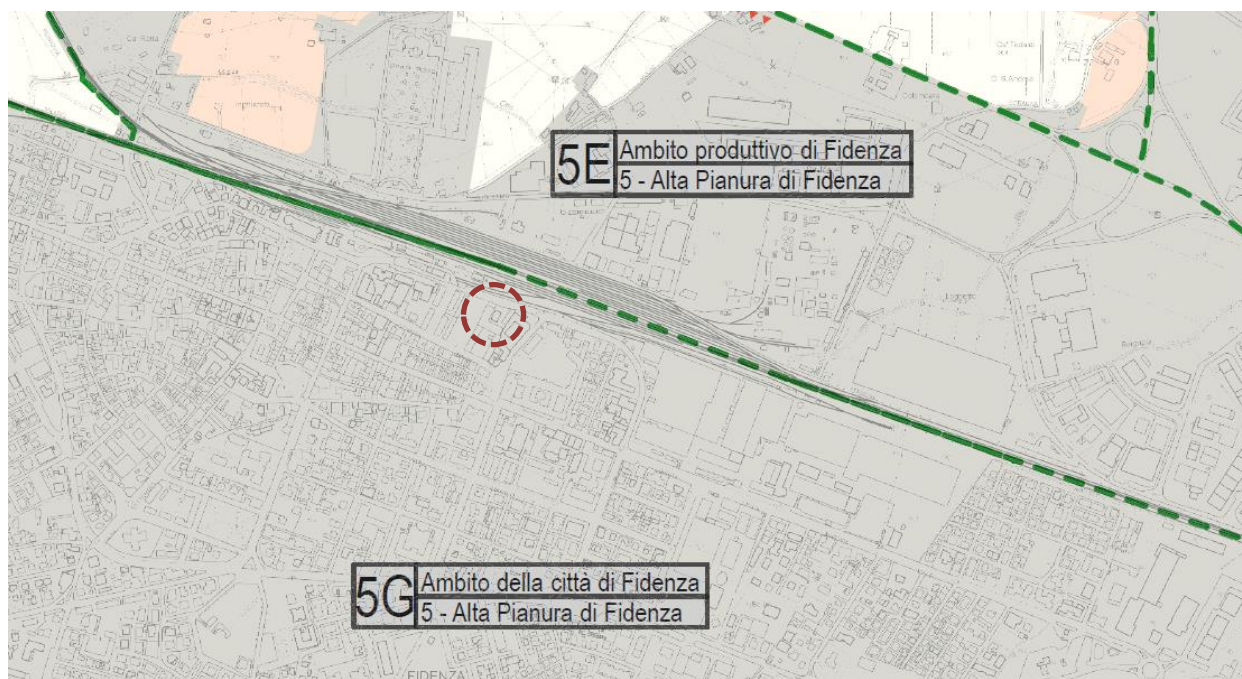 5E
Ambito produttivo di Fidenza
5 - Alta Pianura di Fidenza
5G
Ambito della città di Fidenza
5 - Alta Pianura di Fidenza
FIDENZA